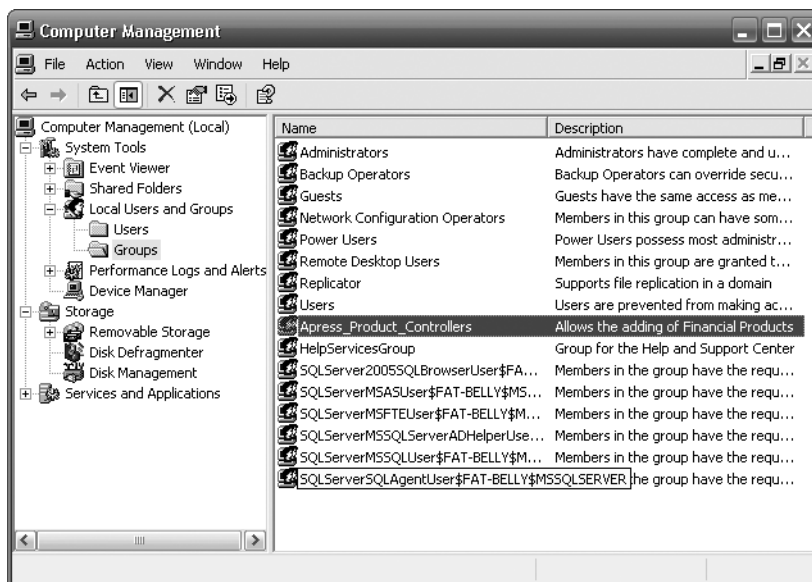 Computer Management
File Action View Window Help
Computer Management (Local)
System Tools
Event Viewer
Shared Folders
Local Users and Groups
Users
Groups
Performance Logs and Alerts
Device Manager
Storage
Removable Storage
Disk Defragmenter
Disk Management
Services and Applications
Name Description
Administrators Administrators have complete and u...
Backup Operators Backup Operators can override secu...
Guests Guests have the same access as me...
Network Configuration Operators Members in this group can have som...
Power Users Power Users possess most administr...
Remote Desktop Users Members in this group are granted t...
Replicator Supports file replication in a domain
Users Users are prevented from making ac...
Apress_Product_Controllers Allows the adding of Financial Products
HelpServicesGroup Group for the Help and Support Center
SQLServer2005SQLBrowserUser$FA... Members in the group have the requ...
SQLServerMSASUser$FAT-BELLY$MS... Members in the group have the requ...
SQLServerMSFTEUser$FAT-BELLY$M... Members in the group have the requ...
SQLServerMSSQLServerADHelperUse... Members in the group have the requ...
SQLServerMSSQLUser$FAT-BELLY$M... Members in the group have the requ...
SQLServerSQLAgentUser$FAT-BELLY$MSSQLSERVER the group have the requ...